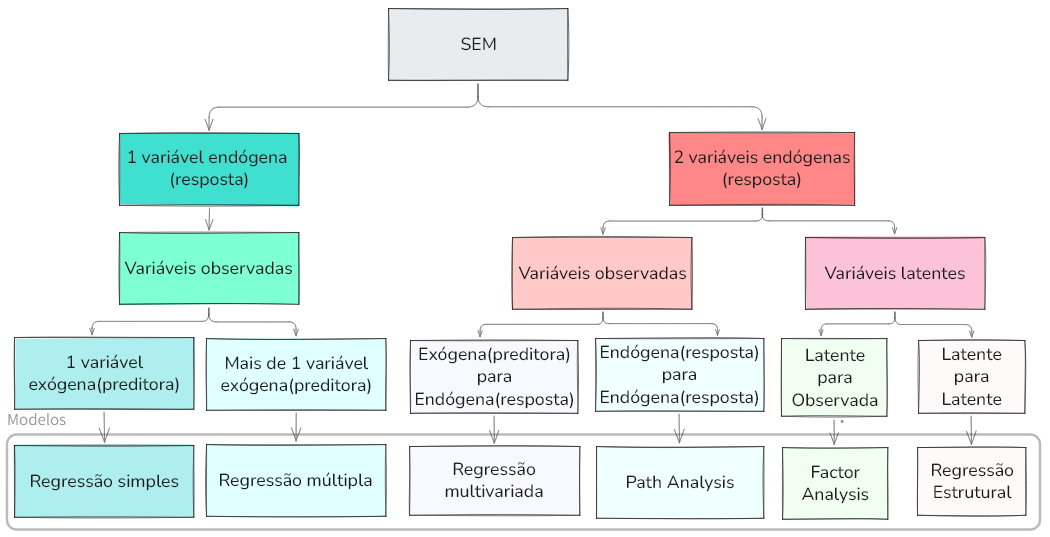 SEM
1 variável endógena
(resposta)
2 variáveis endógenas
(resposta)
Variáveis observadas
Variáveis observadas
Variáveis latentes
1 variável
exógena(preditora)
Mais de 1 variável
exógena(preditora)
Exógena(preditora)
para
Endógena(resposta)
Endógena(resposta)
para
Endógena(resposta)
Latente
para
Observada
Latente
para
Latente
Modelos
Regressão simples
Regressão múltipla
Regressão
multivariada
Path Analysis
Factor
Analysis
Regressão
Estrutural